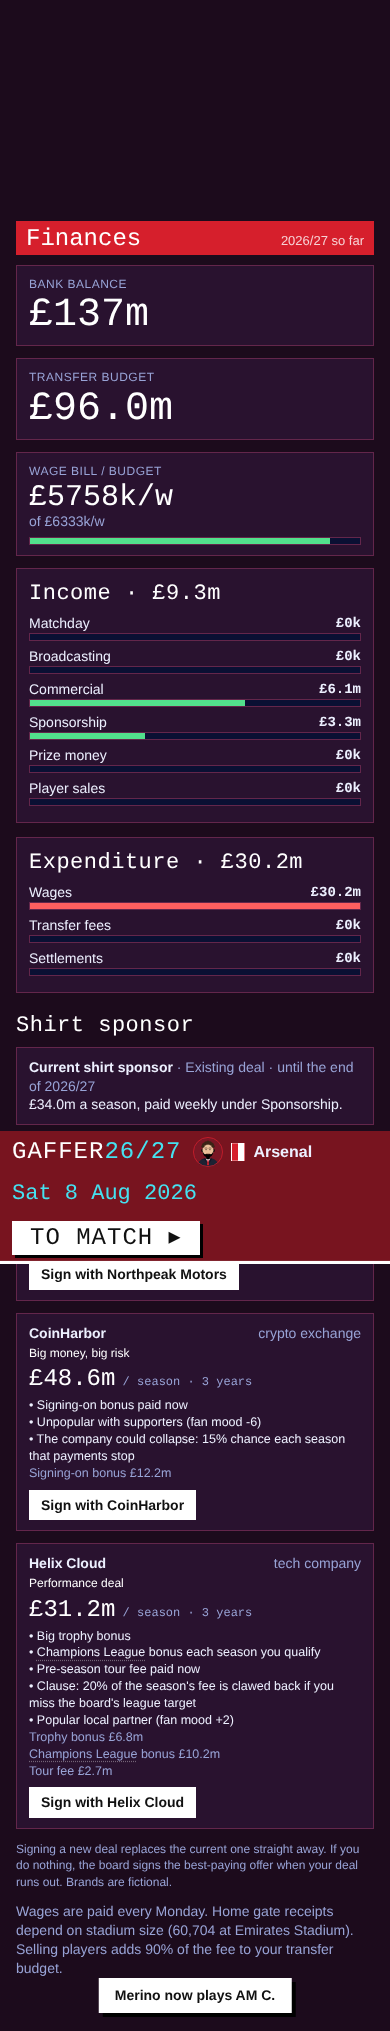 Finances 2026/27 so far
BANK BALANCE
£137m
TRANSFER BUDGET
£96.0m
WAGE BILL / BUDGET
£5758k/w
of £6333k/w
Income · £9.3m
Matchday £0k
Broadcasting £0k
Commercial £6.1m
Sponsorship £3.3m
Prize money £0k
Player sales £0k
Expenditure · £30.2m
Wages £30.2m
Transfer fees £0k
Settlements £0k
Shirt sponsor
Current shirt sponsor · Existing deal · until the end
of 2026/27
£34.0m a season, paid weekly under Sponsorship.
GAFFER26/27 Arsenal
Sat 8 Aug 2026
TO MATCH ►
Sign with Northpeak Motors
CoinHarbor crypto exchange
Big money, big risk
£48.6m / season · 3 years
• Signing-on bonus paid now
• Unpopular with supporters (fan mood -6)
• The company could collapse: 15% chance each season
that payments stop
Signing-on bonus £12.2m
Sign with CoinHarbor
Helix Cloud tech company
Performance deal
£31.2m / season · 3 years
• Big trophy bonus
• Champions League bonus each season you qualify
• Pre-season tour fee paid now
• Clause: 20% of the season's fee is clawed back if you
miss the board's league target
• Popular local partner (fan mood +2)
Trophy bonus £6.8m
Champions League bonus £10.2m
Tour fee £2.7m
Sign with Helix Cloud
Signing a new deal replaces the current one straight away. If you
do nothing, the board signs the best-paying offer when your deal
runs out. Brands are fictional.
Wages are paid every Monday. Home gate receipts
depend on stadium size (60,704 at Emirates Stadium).
Selling players adds 90% of the fee to your transfer
budget.
Merino now plays AM C.